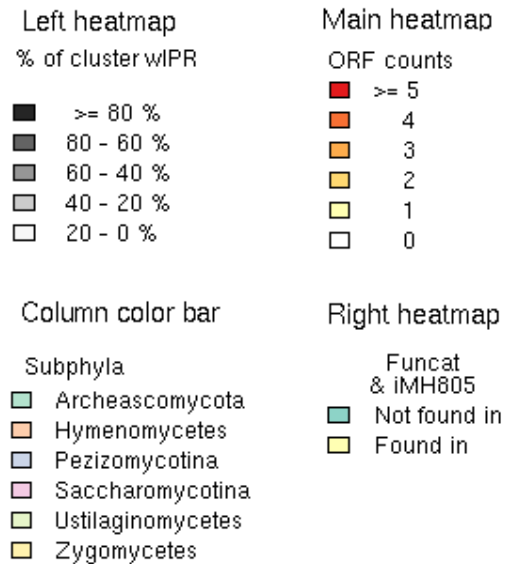 Left heatmap
% of cluster wIPR
>= 80 %
80 - 60 %
60 - 40 %
40 - 20 %
20 - 0 %
Main heatmap
ORF counts
>= 5
4
3
2
1
0
Column color bar
Subphyla
Archeascomycota
Hymenomycetes
Pezizomycotina
Saccharomycotina
Ustilaginomycetes
Zygomycetes
Right heatmap
Funcat
& iMH805
Not found in
Found in